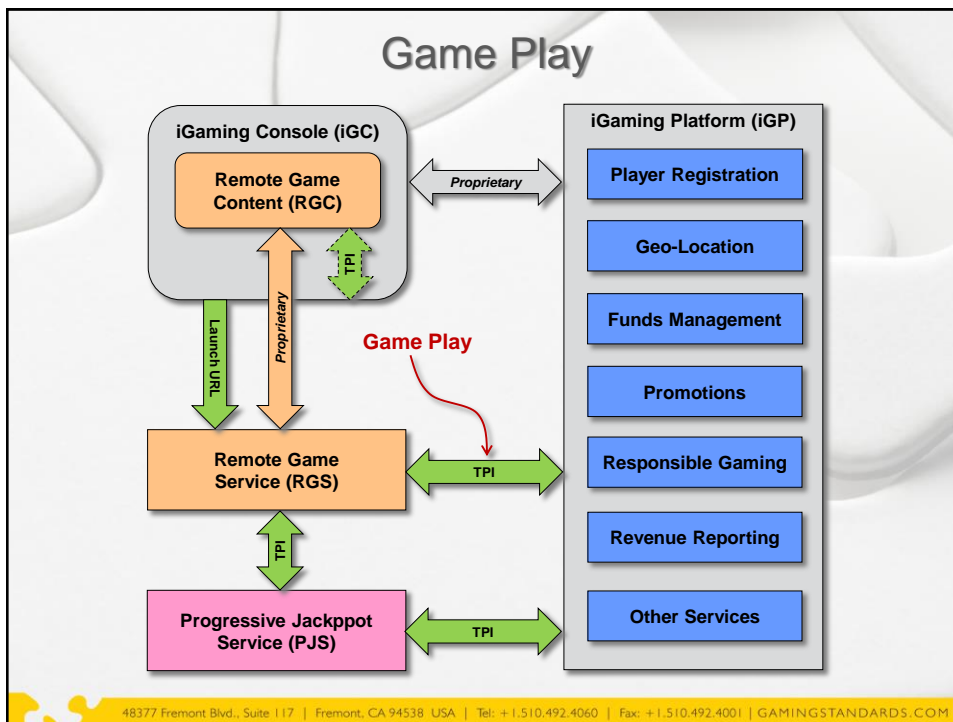 Game Play
iGaming Console (iGC)
Remote Game
Content (RGC)
TPI
Proprietary
Launch URL
Proprietary
Game Play
Remote Game
Service (RGS)
TPI
TPI
Progressive Jackppot
Service (PJS)
TPI
iGaming Platform (iGP)
Player Registration
Geo-Location
Funds Management
Promotions
Responsible Gaming
Revenue Reporting
Other Services
48377 Fremont Blvd., Suite 117 | Fremont, CA 94538 USA | Tel: +1.510.492.4060 | Fax: +1.510.492.4001 | GAMINGSTANDARDS.COM